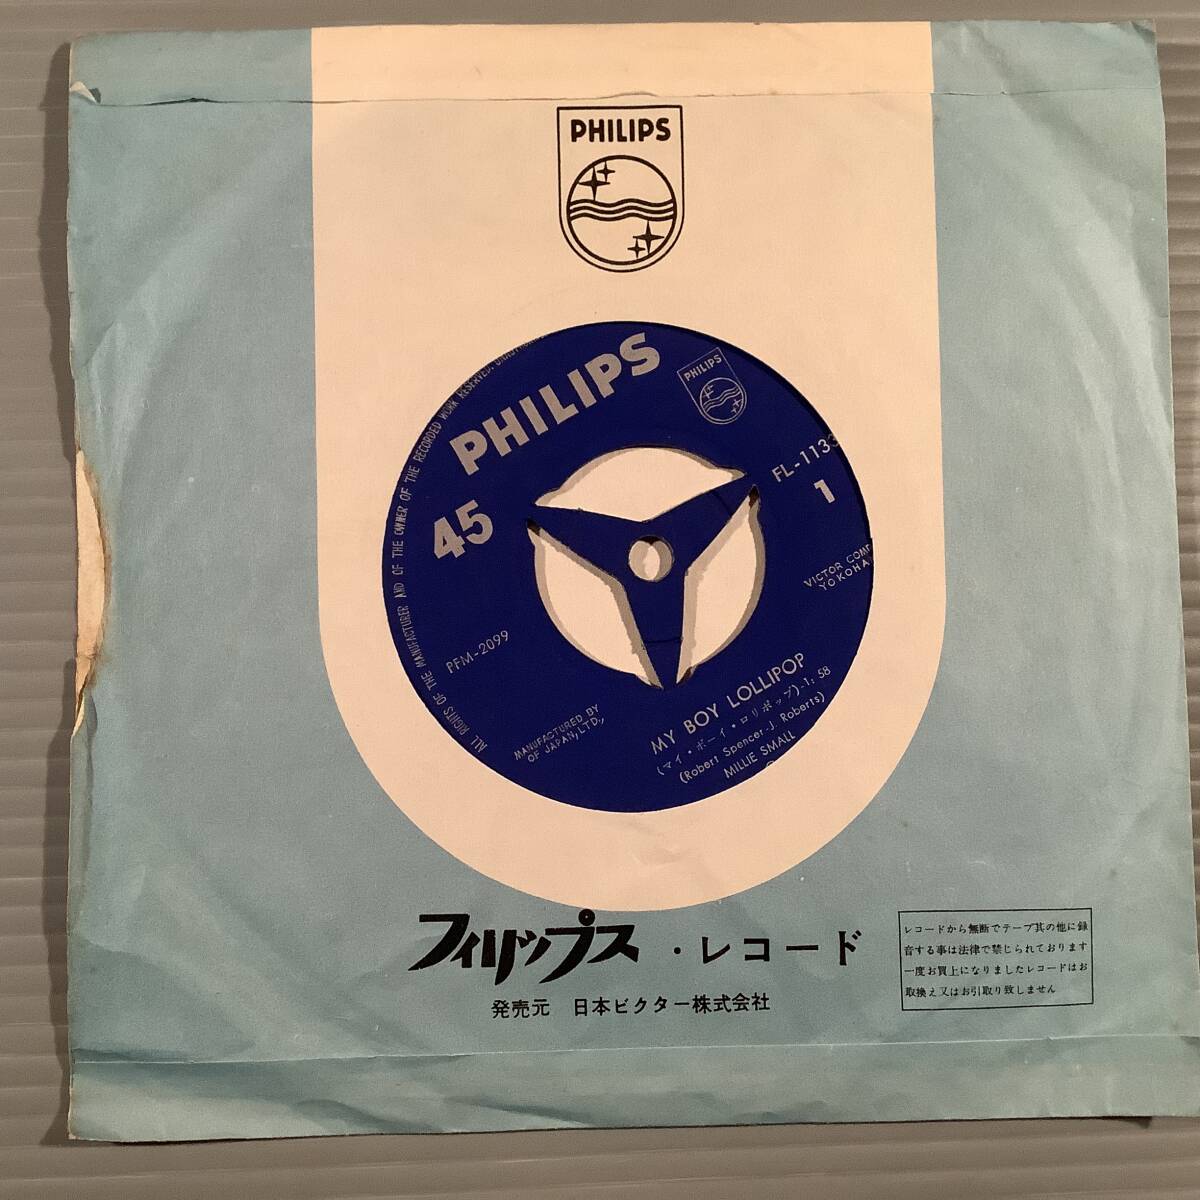 PHILIPS
PHILIPS
PHILIPS
45
FL-1133
1
VICTOR COMP
YOKOHA
PFM-2099
MANUFACTURED BY
OF JAPAN, LTD.,
MY BOY LOLLIPOP
(マイ・ボーイ・ロリポップ)-1:58
(Robert Spencer-J. Roberts)
MILLIE SMALL
ALL RIGHTS OF THE MANUFACTURER AND OF THE OWNER OF THE RECORDED WORK RESERVED.
フィリップス・レコード
発売元 日本ビクター株式会社
レコードから無断でテープ其の他に録
音する事は法律で禁じられております
一度お買上になりましたレコードはお
取換え又はお引取り致しません